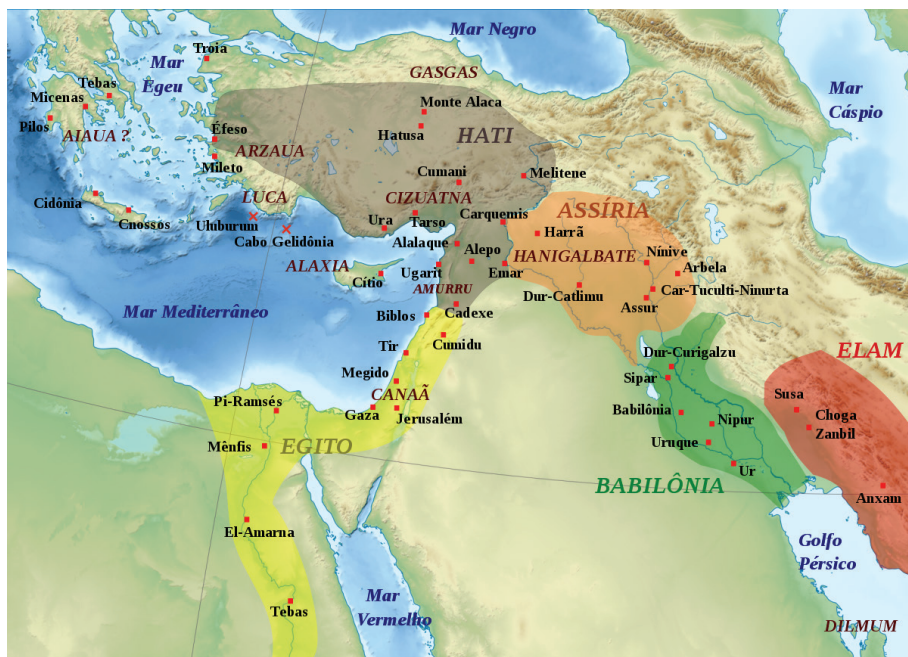 Mar Negro
Troia
Mar
Egeu
GASGAS
Mar
Cáspio
Tebas
Micenas
Monte Alaca
Pilos
AIAUA ?
Éfeso
Hatusa
HATI
ARZAUA
Mileto
Cumani
Melitene
Cidônia
LUCA
CIZUATNA
Cnossos
Uluburum
Ura
Tarso
Carquemis
ASSÍRIA
Cabo Gelidônia
Alalaque
Harrã
Alepo
HANIGALBATE
Nínive
ALAXIA
Ugarit
Emar
Arbela
Cítio
AMURRU
Dur-Catlimu
Car-Tuculti-Ninurta
Assur
Mar Mediterrâneo
Biblos
Cadexe
Tir
Cumidu
ELAM
Dur-Curigalzu
Megido
Sipar
CANAÃ
Susa
Pi-Ramsés
Gaza
Jerusalém
Babilônia
Choga
Zanbil
Nipur
Mênfis
EGITO
Uruque
Ur
BABILÔNIA
Anxam
El-Amarna
Golfo
Pérsico
Mar
Vermelho
Tebas
DILMUM